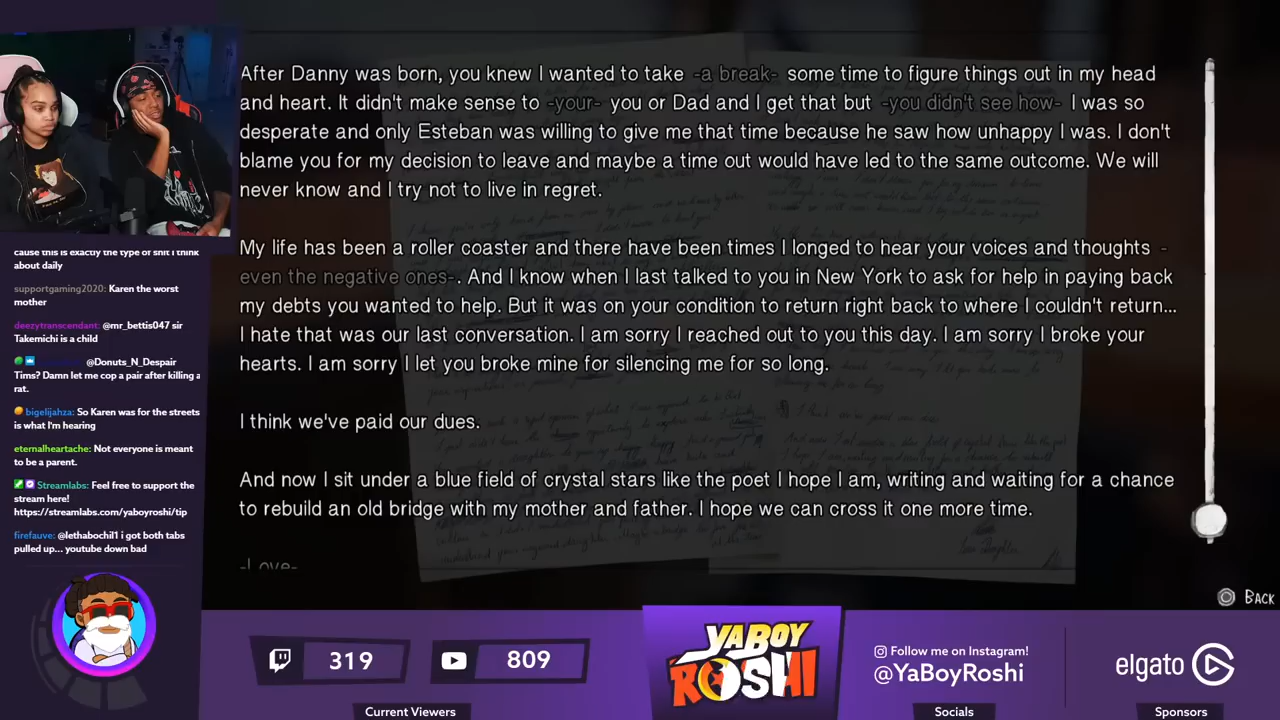 After Danny was born, you knew I wanted to take -a break- some time to figure things out in my head
and heart. It didn't make sense to -your- you or Dad and I get that but -you didn't see how- I was so
desperate and only Esteban was willing to give me that time because he saw how unhappy I was. I don't
blame you for my decision to leave and maybe a time out would have led to the same outcome. We will
never know and I try not to live in regret.
My life has been a roller coaster and there have been times I longed to hear your voices and thoughts -
even the negative ones-. And I know when I last talked to you in New York to ask for help in paying back
my debts you wanted to help. But it was on your condition to return right back to where I couldn't return...
I hate that was our last conversation. I am sorry I reached out to you this day. I am sorry I broke your
hearts. I am sorry I let you broke mine for silencing me for so long.
I think we've paid our dues.
And now I sit under a blue field of crystal stars like the poet I hope I am, writing and waiting for a chance
to rebuild an old bridge with my mother and father. I hope we can cross it one more time.
-Love-
BACK
cause this is exactly the type of shit I think
about daily
supportgaming2020: Karen the worst
mother
deezytranscendant: @mr_bettis047 sir
Takemichi is a child
@Donuts_N_Despair
Tims? Damn let me cop a pair after killing a
rat.
bigelijahza: So Karen was for the streets
is what I'm hearing
eternalheartache: Not everyone is meant
to be a parent.
Streamlabs: Feel free to support the
stream here!
https://streamlabs.com/yaboyroshi/tip
firefauve: @lethabochil1 i got both tabs
pulled up... youtube down bad
319
809
Current Viewers
YABOY
ROSHI
Follow me on Instagram!
@YaBoyRoshi
Socials
elgato
Sponsors